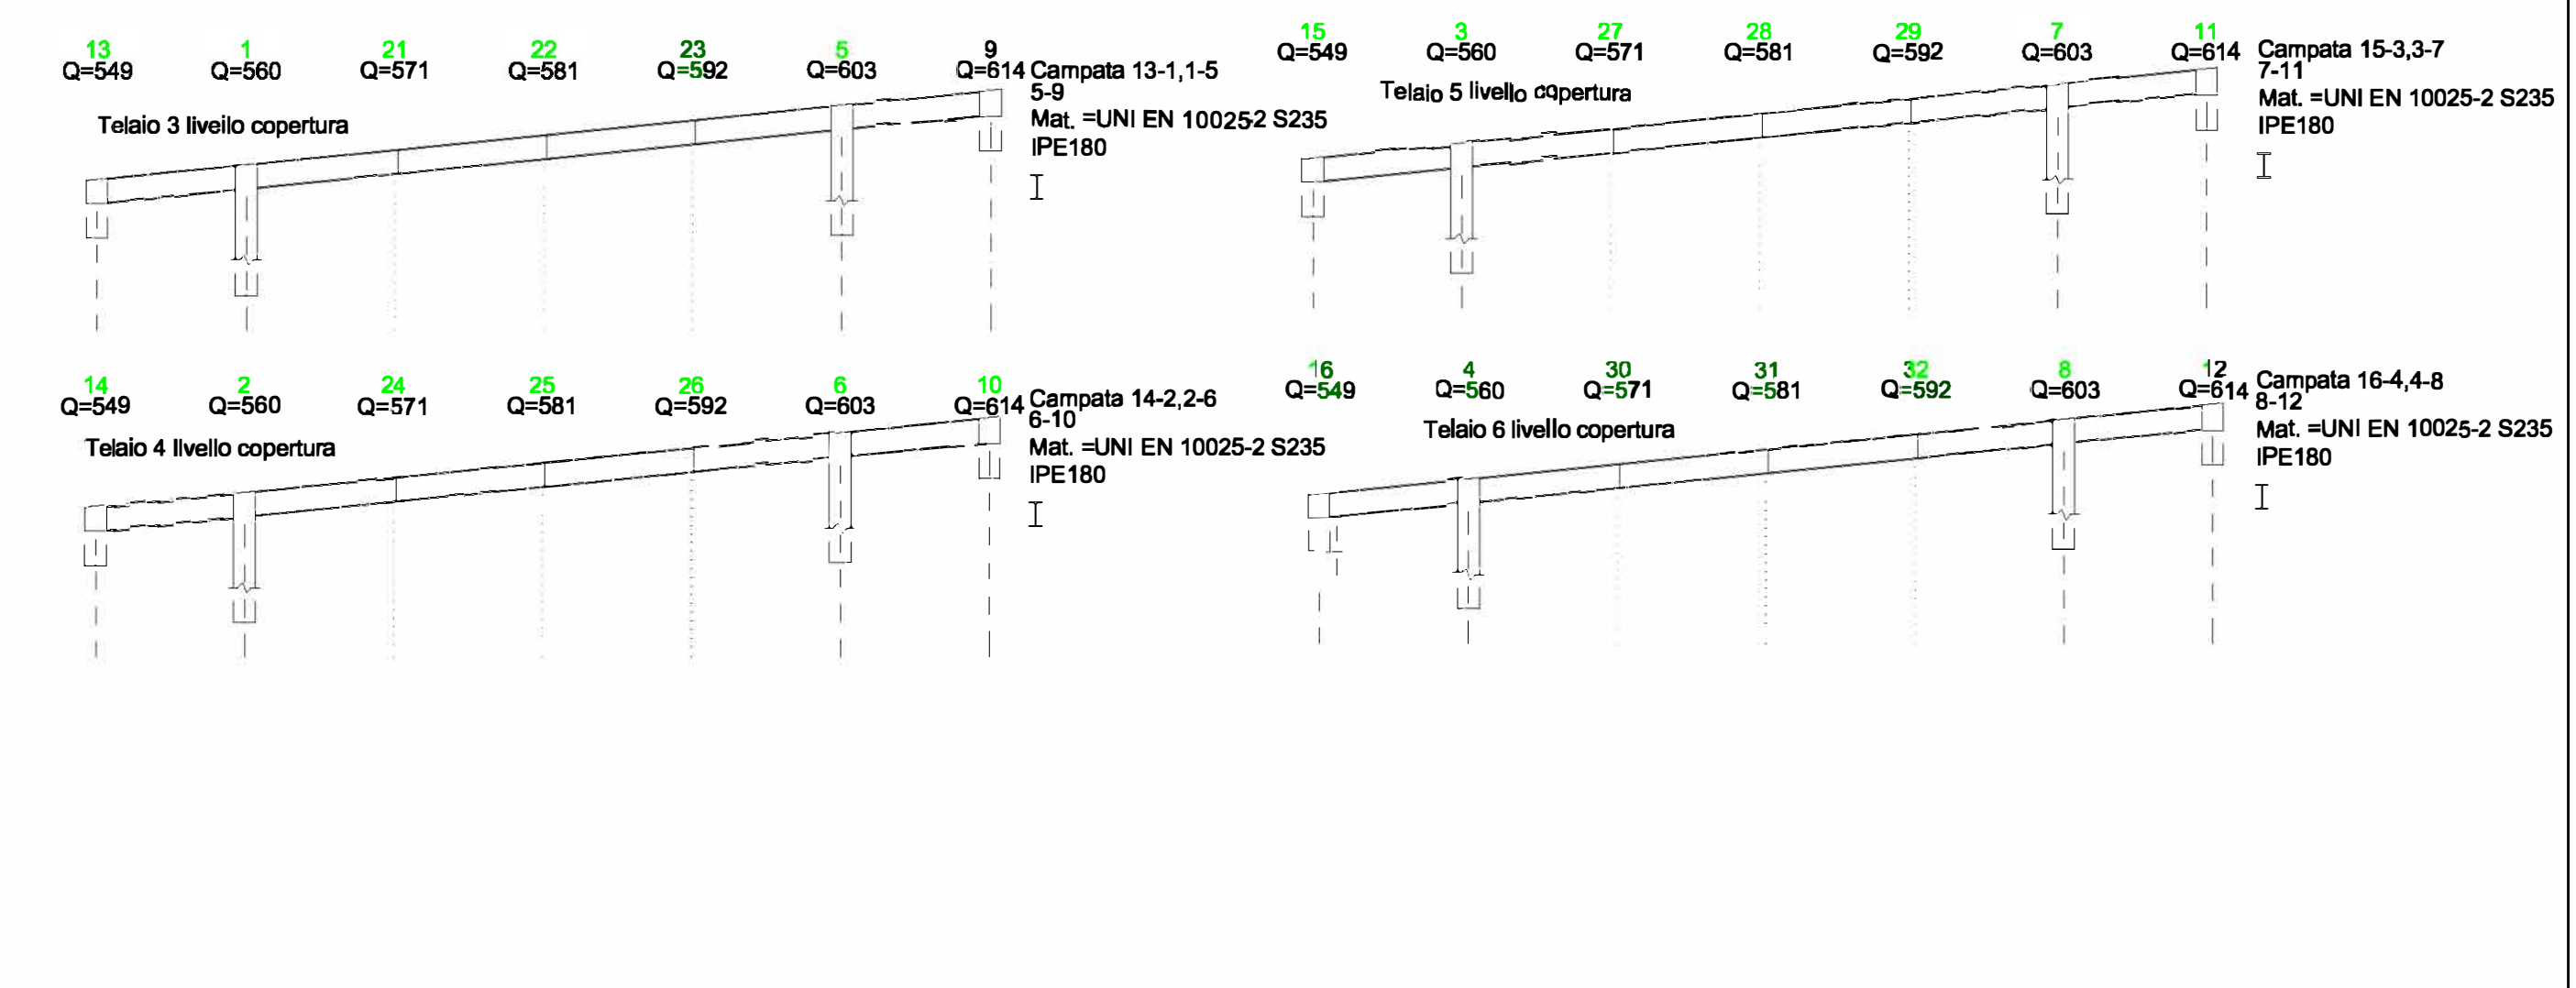 13 1 21 22 23 5 9
Q=549 Q=560 Q=571 Q=581 Q=592 Q=603 Q=614 Campata 13-1,1-5
5-9
Mat. =UNI EN 10025-2 S235
IPE180
Telaio 3 livello copertura
15 3 27 28 29 7 11
Q=549 Q=560 Q=571 Q=581 Q=592 Q=603 Q=614 Campata 15-3,3-7
7-11
Mat. =UNI EN 10025-2 S235
IPE180
Telaio 5 livello copertura
14 2 24 25 26 6 10
Q=549 Q=560 Q=571 Q=581 Q=592 Q=603 Q=614 Campata 14-2,2-6
6-10
Mat. =UNI EN 10025-2 S235
IPE180
Telaio 4 livello copertura
16 4 30 31 32 8 12
Q=549 Q=560 Q=571 Q=581 Q=592 Q=603 Q=614 Campata 16-4,4-8
8-12
Mat. =UNI EN 10025-2 S235
IPE180
Telaio 6 livello copertura